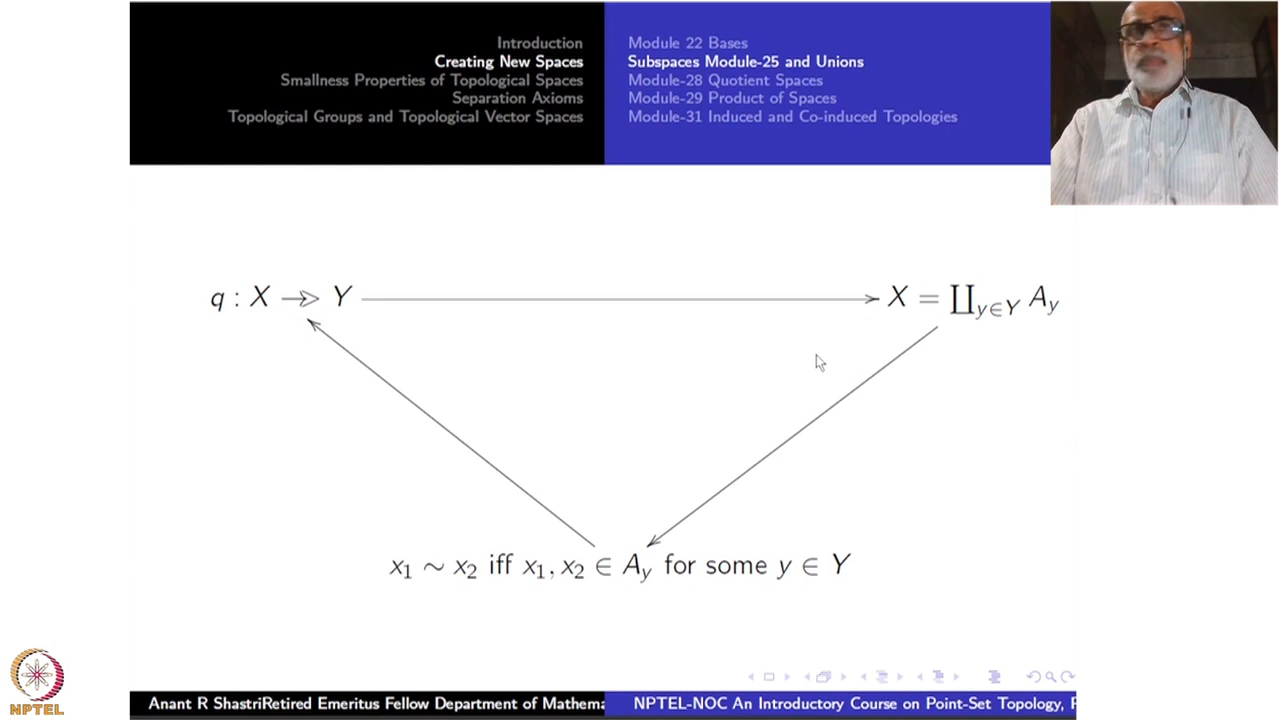 Introduction
Creating New Spaces
Smallness Properties of Topological Spaces
Separation Axioms
Topological Groups and Topological Vector Spaces
Module 22 Bases
Subspaces Module-25 and Unions
Module-28 Quotient Spaces
Module-29 Product of Spaces
Module-31 Induced and Co-induced Topologies
q : X ↠ Y
X = ∐_{y∈Y} A_y
x₁ ∼ x₂ iff x₁, x₂ ∈ A_y for some y ∈ Y
NPTEL
Anant R ShastriRetired Emeritus Fellow Department of Mathema
NPTEL-NOC An Introductory Course on Point-Set Topology, P